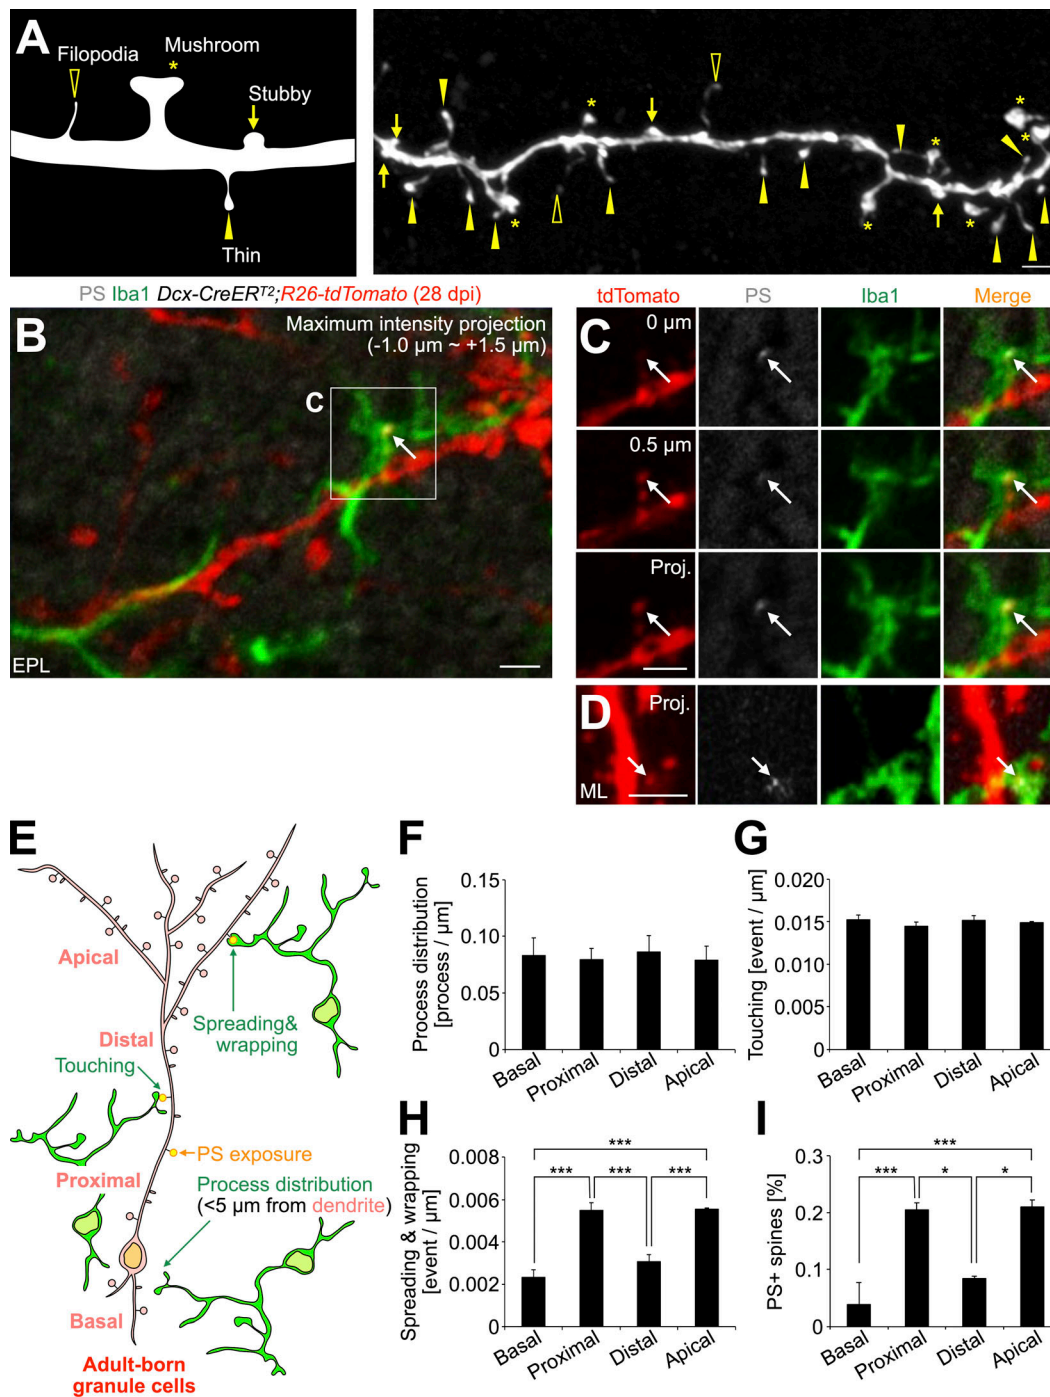 A
Filopodia
Mushroom
*
Stubby
Thin
* * * * * * *
PS Iba1 Dcx-CreERT2;R26-tdTomato (28 dpi)
B
Maximum intensity projection
(-1.0 µm ~ +1.5 µm)
C
EPL
tdTomato PS Iba1 Merge
C
0 µm
0.5 µm
Proj.
D
Proj.
ML
E
Apical
Spreading&
wrapping
Distal
Touching
PS exposure
Proximal
Process distribution
(<5 µm from dendrite)
Basal
Adult-born
granule cells
F
Process distribution
[process / µm]
0.15
0.10
0.05
0
Basal
Proximal
Distal
Apical
G
Touching [event / µm]
0.020
0.015
0.010
0.005
0
Basal
Proximal
Distal
Apical
H
Spreading & wrapping
[event / µm]
0.008
0.006
0.004
0.002
0
***
*** *** ***
Basal
Proximal
Distal
Apical
I
PS+ spines [%]
0.3
0.2
0.1
0
***
*** * *
Basal
Proximal
Distal
Apical